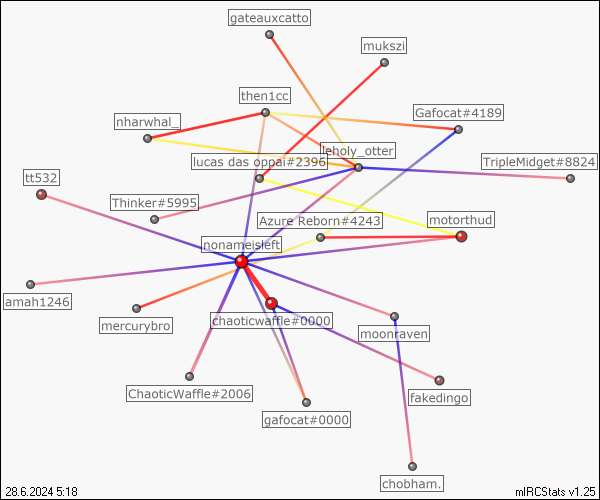 gateauxcatto
mukszi
then1cc
Gafocat#4189
nharwhal_
leholy_otter
lucas das oppai#2396
TripleMidget#8824
tt532
Thinker#5995
Azure Reborn#4243
motorthud
nonameisleft
amah1246
chaoticwaffle#0000
mercurybro
moonraven
ChaoticWaffle#2006
fakedingo
gafocat#0000
chobham.
28.6.2024 5:18
mIRCStats v1.25